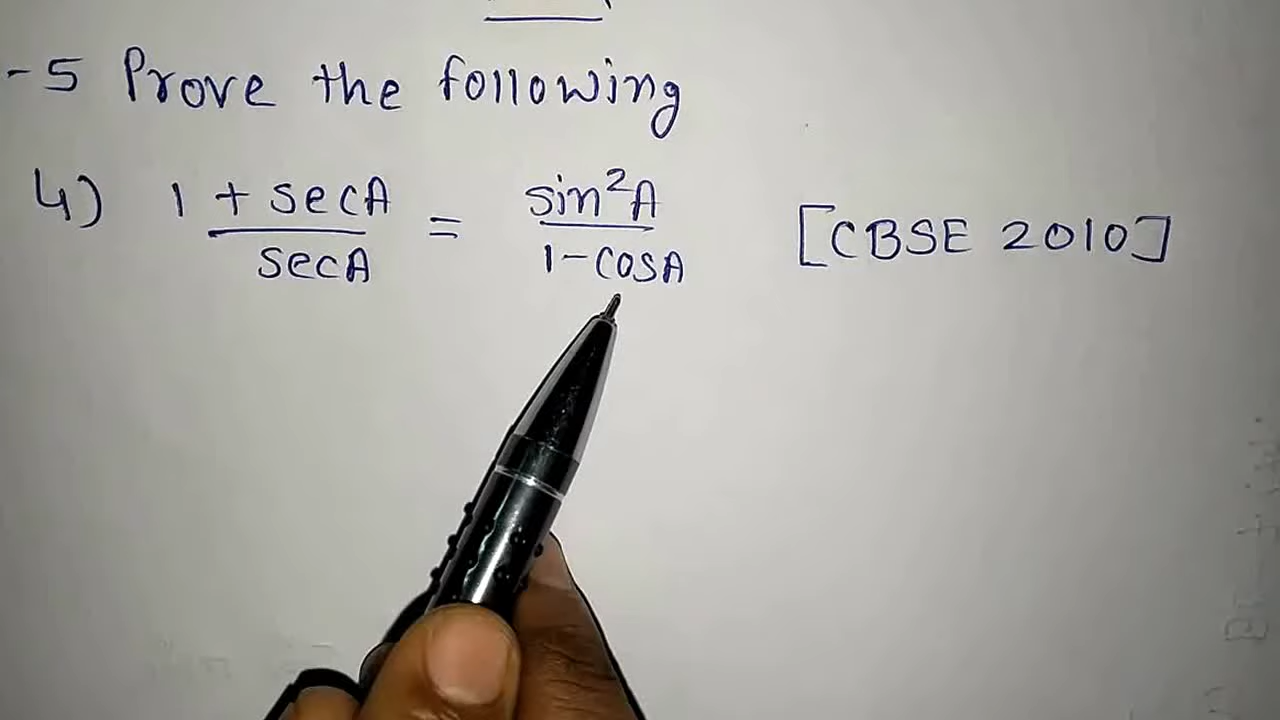 -5 Prove the following
4) 1 + secA / secA = sin²A / 1 - cosA [CBSE 2010]